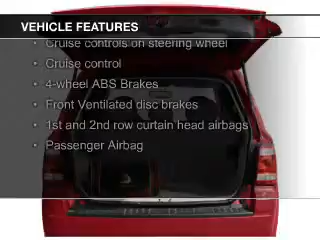 VEHICLE FEATURES
• Cruise controls on steering wheel
• Cruise control
• 4-wheel ABS Brakes
• Front Ventilated disc brakes
• 1st and 2nd row curtain head airbags
• Passenger Airbag